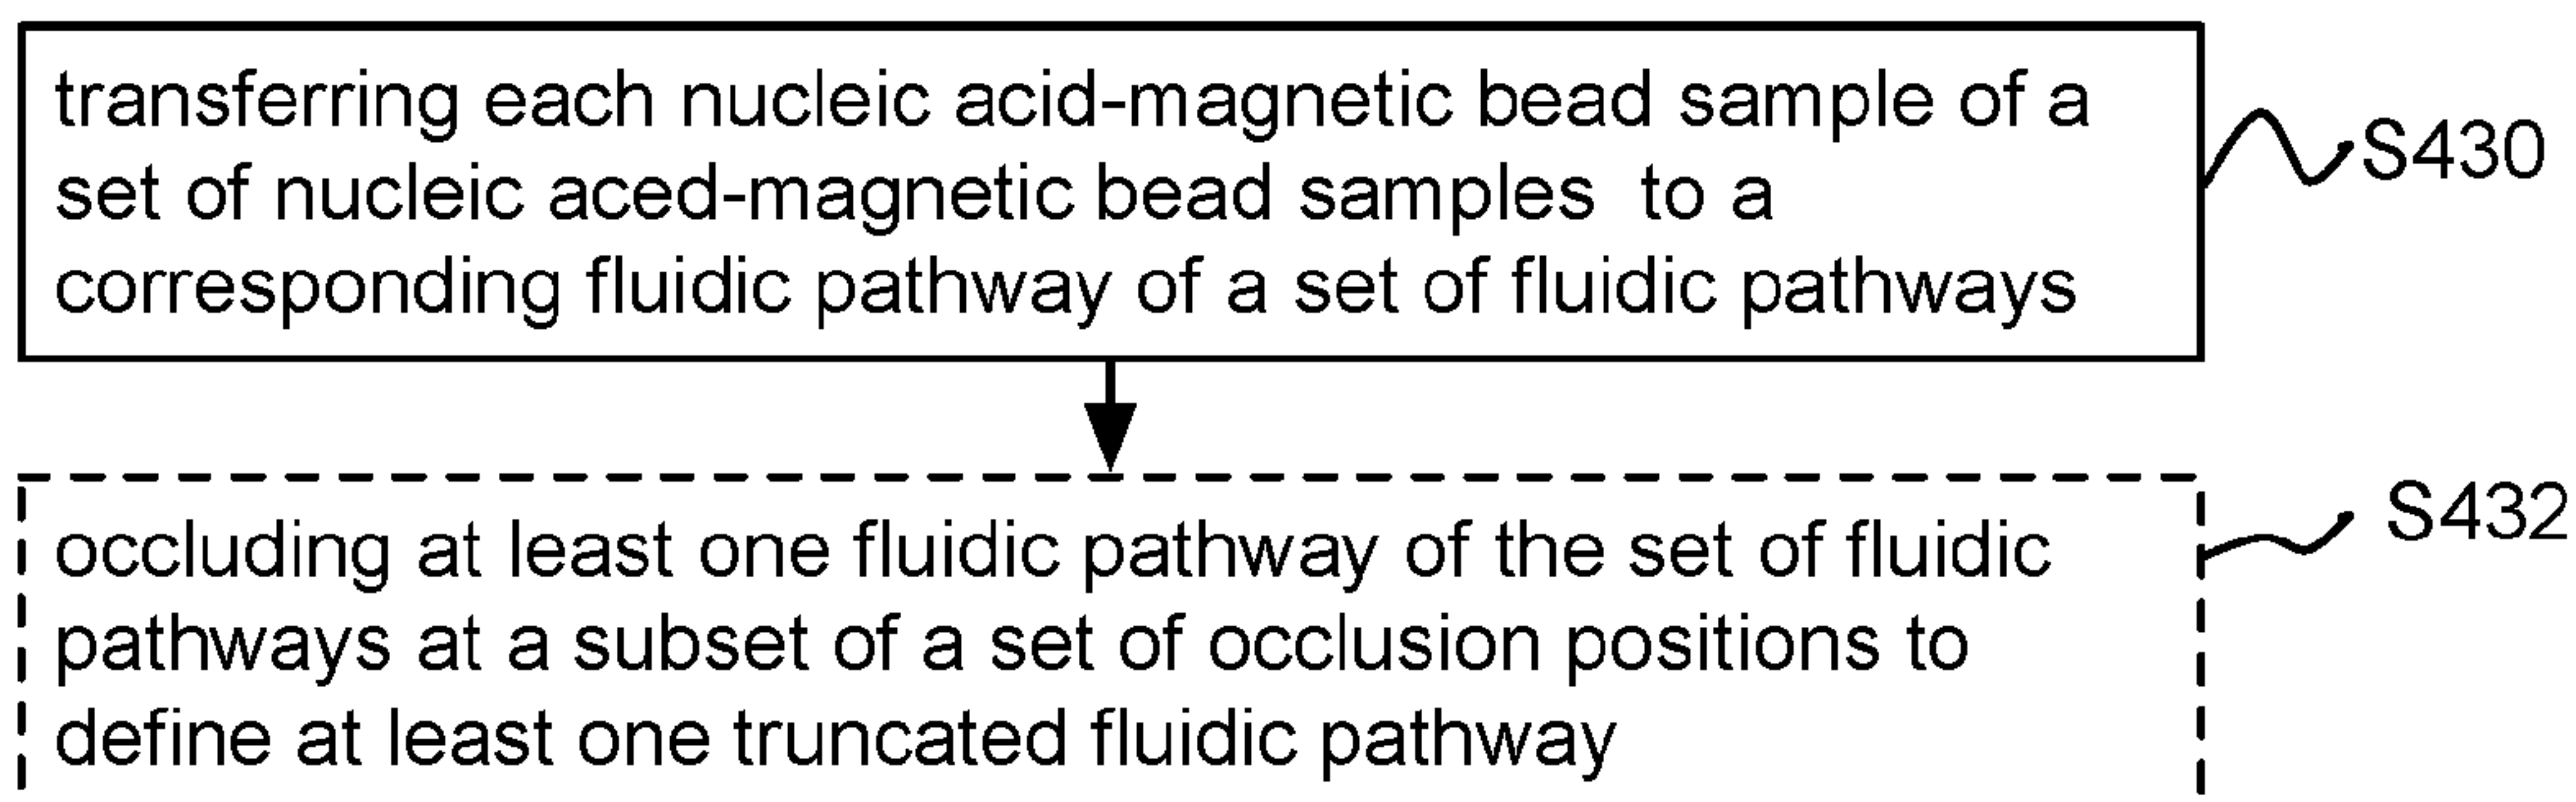 transferring each nucleic acid-magnetic bead sample of a
set of nucleic aced-magnetic bead samples to a
corresponding fluidic pathway of a set of fluidic pathways
S430
occluding at least one fluidic pathway of the set of fluidic
pathways at a subset of a set of occlusion positions to
define at least one truncated fluidic pathway
S432